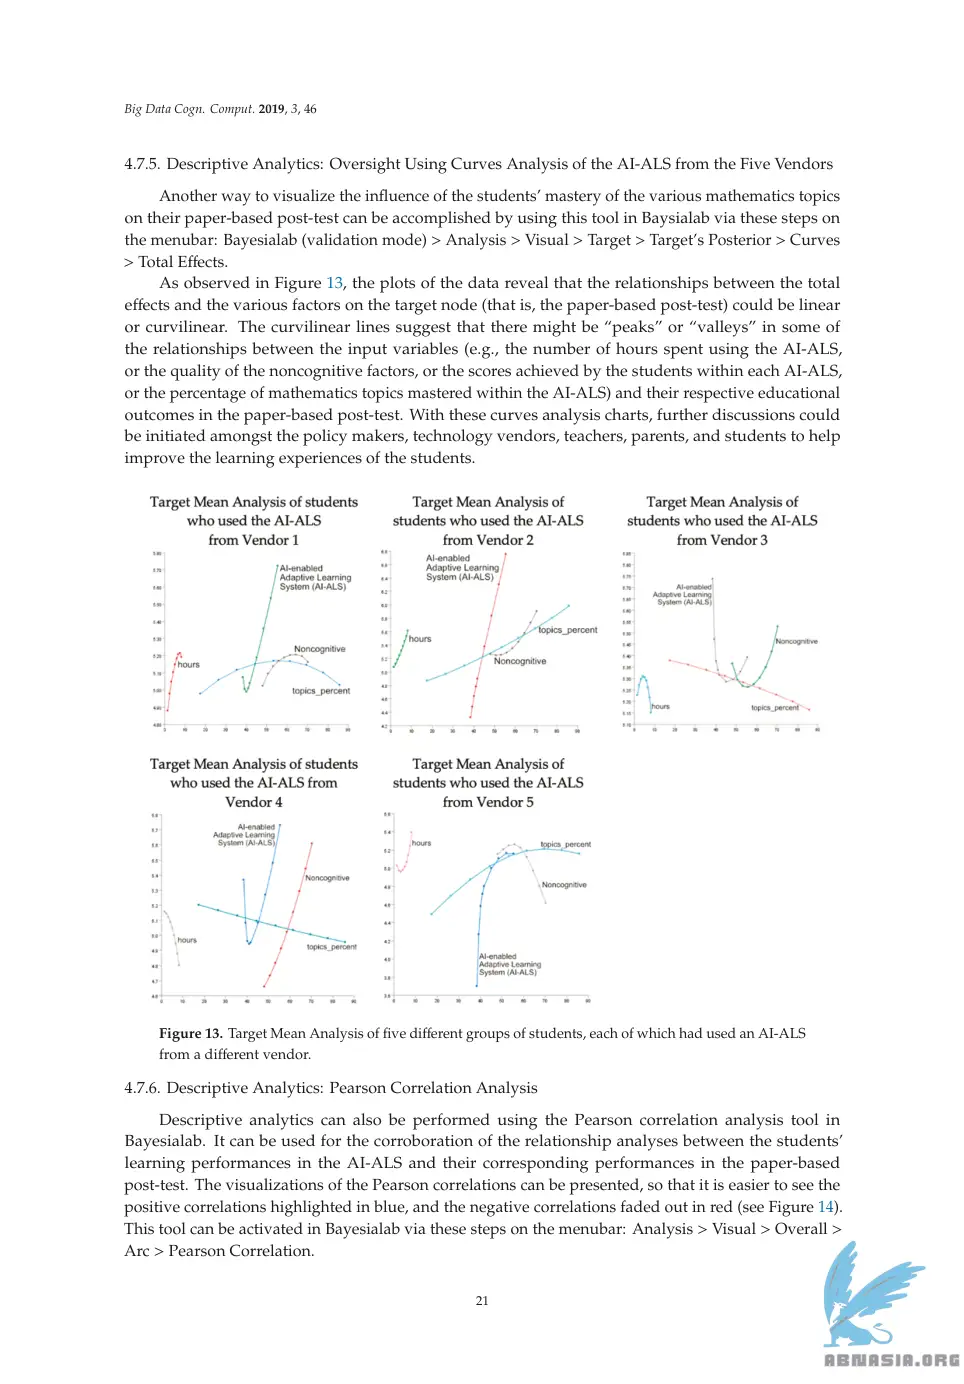 Big Data Cogn. Comput. 2019, 3, 46
4.7.5. Descriptive Analytics: Oversight Using Curves Analysis of the AI-ALS from the Five Vendors
Another way to visualize the influence of the students’ mastery of the various mathematics topics
on their paper-based post-test can be accomplished by using this tool in Baysialab via these steps on
the menubar: Bayesialab (validation mode) > Analysis > Visual > Target > Target’s Posterior > Curves
> Total Effects.
As observed in Figure 13, the plots of the data reveal that the relationships between the total
effects and the various factors on the target node (that is, the paper-based post-test) could be linear
or curvilinear. The curvilinear lines suggest that there might be “peaks” or “valleys” in some of
the relationships between the input variables (e.g., the number of hours spent using the AI-ALS,
or the quality of the noncognitive factors, or the scores achieved by the students within each AI-ALS,
or the percentage of mathematics topics mastered within the AI-ALS) and their respective educational
outcomes in the paper-based post-test. With these curves analysis charts, further discussions could
be initiated amongst the policy makers, technology vendors, teachers, parents, and students to help
improve the learning experiences of the students.
Target Mean Analysis of students
who used the AI-ALS
from Vendor 1
AI-enabled
Adaptive Learning
System (AI-ALS)
Noncognitive
hours
topics_percent
Target Mean Analysis of
students who used the AI-ALS
from Vendor 2
AI-enabled
Adaptive Learning
System (AI-ALS)
hours
topics_percent
Noncognitive
Target Mean Analysis of
students who used the AI-ALS
from Vendor 3
AI-enabled
Adaptive Learning
System (AI-ALS)
Noncognitive
hours
topics_percent
Target Mean Analysis of students
who used the AI-ALS from
Vendor 4
AI-enabled
Adaptive Learning
System (AI-ALS)
Noncognitive
hours
topics_percent
Target Mean Analysis of
students who used the AI-ALS
from Vendor 5
hours
topics_percent
Noncognitive
AI-enabled
Adaptive Learning
System (AI-ALS)
Figure 13. Target Mean Analysis of five different groups of students, each of which had used an AI-ALS
from a different vendor.
4.7.6. Descriptive Analytics: Pearson Correlation Analysis
Descriptive analytics can also be performed using the Pearson correlation analysis tool in
Bayesialab. It can be used for the corroboration of the relationship analyses between the students’
learning performances in the AI-ALS and their corresponding performances in the paper-based
post-test. The visualizations of the Pearson correlations can be presented, so that it is easier to see the
positive correlations highlighted in blue, and the negative correlations faded out in red (see Figure 14).
This tool can be activated in Bayesialab via these steps on the menubar: Analysis > Visual > Overall >
Arc > Pearson Correlation.
21
ABNASIA.ORG